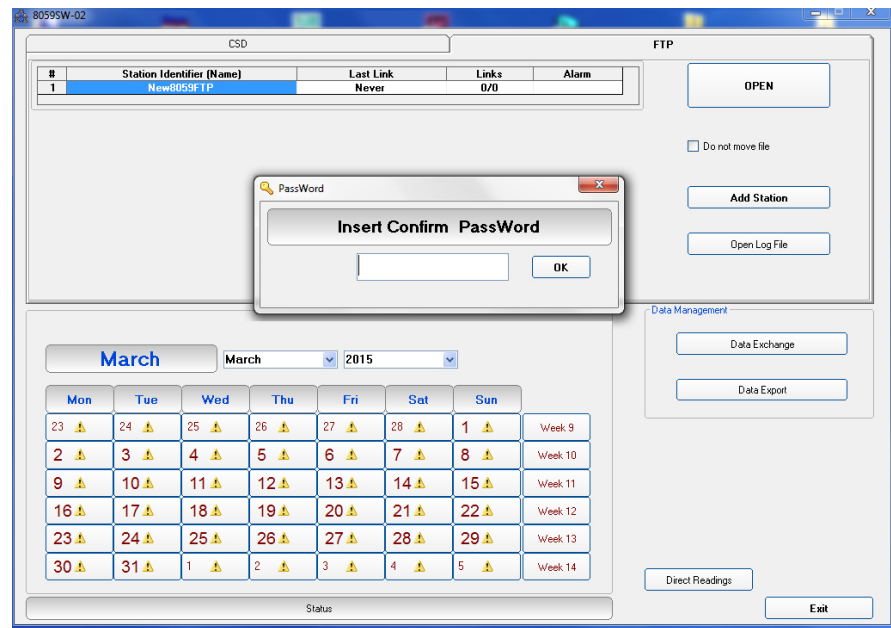 8059SW-02
CSD FTP
# Station Identifier (Name) Last Link Links Alarm
1 New8059FTP Never 0/0
OPEN
Do not move file
PassWord
Insert Confirm PassWord
OK
Add Station
Open Log File
Data Management
Data Exchange
Data Export
March March 2015
Mon Tue Wed Thu Fri Sat Sun
23 24 25 26 27 28 1 Week 9
2 3 4 5 6 7 8 Week 10
9 10 11 12 13 14 15 Week 11
16 17 18 19 20 21 22 Week 12
23 24 25 26 27 28 29 Week 13
30 31 1 2 3 4 5 Week 14
Direct Readings
Status
Exit